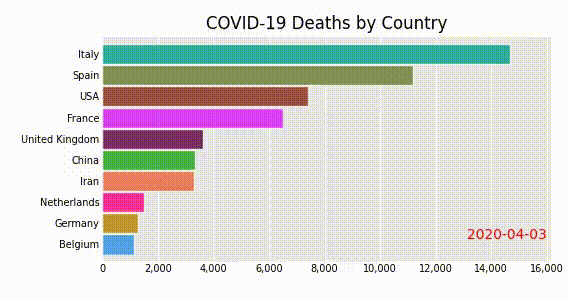 COVID-19 Deaths by Country
Italy
Spain
USA
France
United Kingdom
China
Iran
Netherlands
Germany
Belgium
2020-04-03
0 2,000 4,000 6,000 8,000 10,000 12,000 14,000 16,000